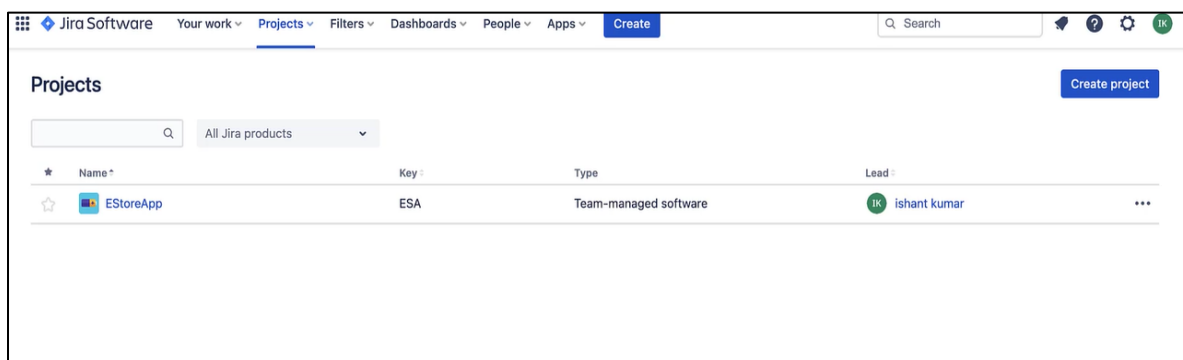 Jira Software Your work Projects Filters Dashboards People Apps Create Search IK
Projects Create project
All Jira products
Name Key Type Lead
EStoreApp ESA Team-managed software IK ishant kumar